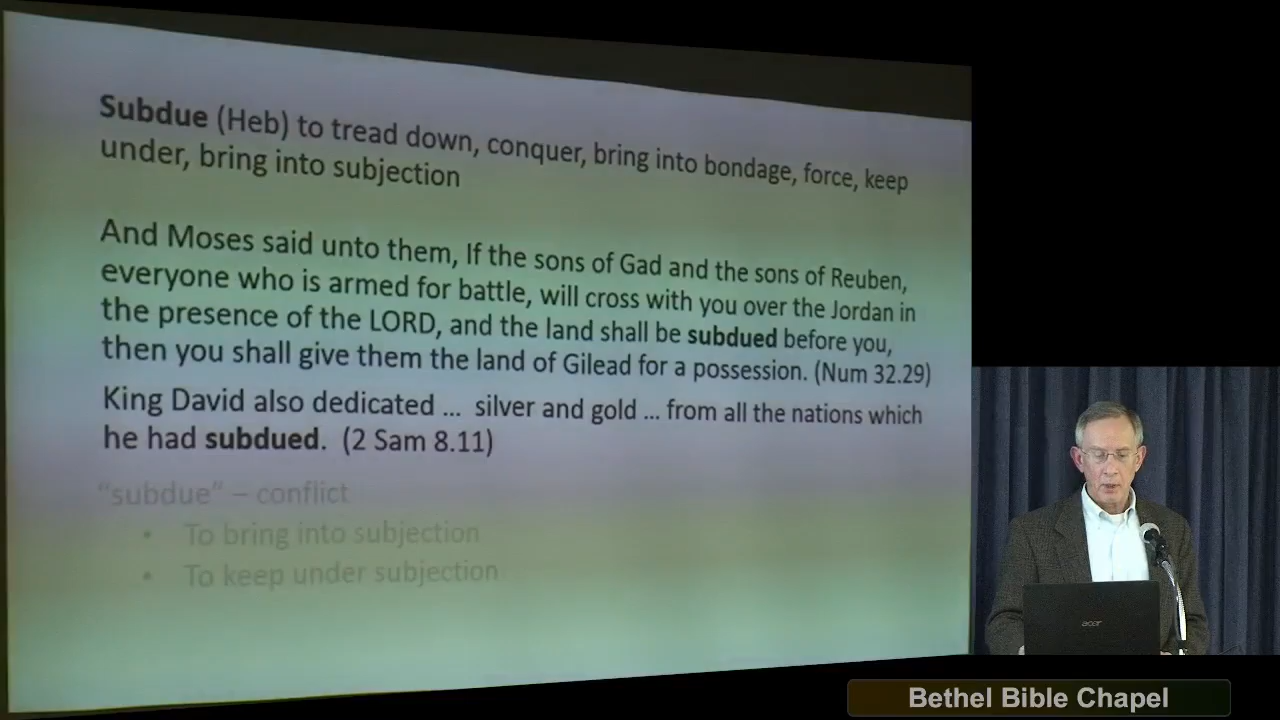 Subdue (Heb) to tread down, conquer, bring into bondage, force, keep
under, bring into subjection
And Moses said unto them, If the sons of Gad and the sons of Reuben,
everyone who is armed for battle, will cross with you over the Jordan in
the presence of the LORD, and the land shall be subdued before you,
then you shall give them the land of Gilead for a possession. (Num 32.29)
King David also dedicated ... silver and gold ... from all the nations which
he had subdued. (2 Sam 8.11)
"subdue" – conflict
• To bring into subjection
• To keep under subjection
acer
Bethel Bible Chapel